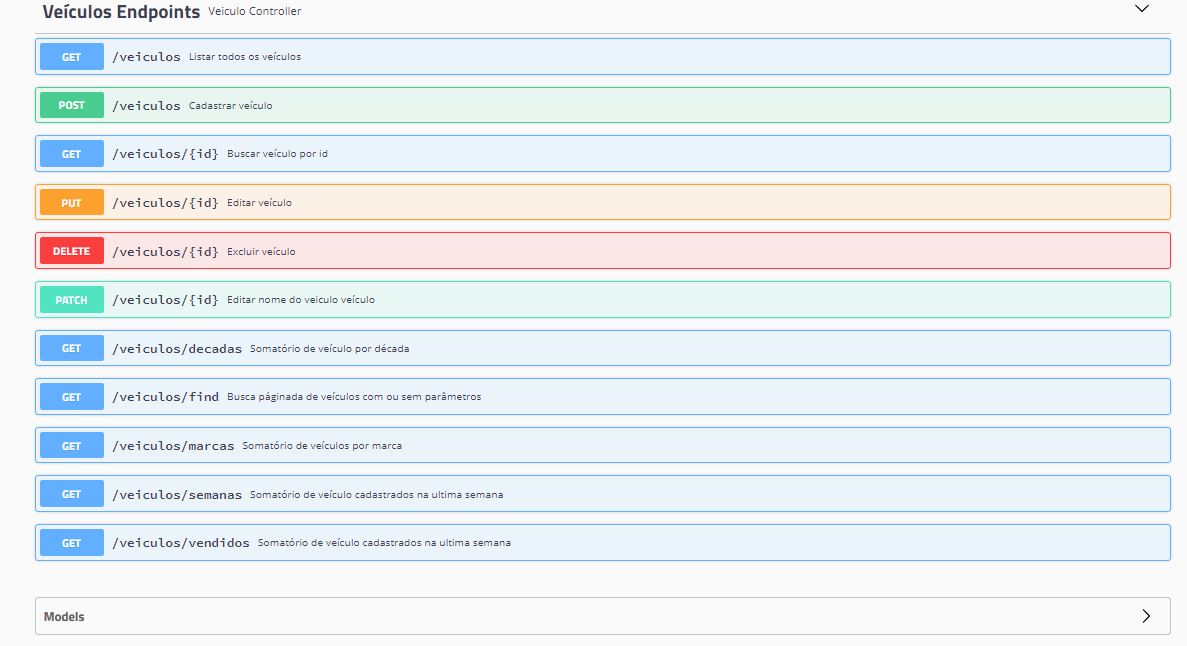 Veículos Endpoints Veiculo Controller
GET /veiculos Listar todos os veículos
POST /veiculos Cadastrar veículo
GET /veiculos/{id} Buscar veículo por id
PUT /veiculos/{id} Editar veículo
DELETE /veiculos/{id} Excluir veículo
PATCH /veiculos/{id} Editar nome do veiculo veículo
GET /veiculos/decadas Somatório de veículo por década
GET /veiculos/find Busca páginada de veículos com ou sem parâmetros
GET /veiculos/marcas Somatório de veículos por marca
GET /veiculos/semanas Somatório de veículo cadastrados na ultima semana
GET /veiculos/vendidos Somatório de veículo cadastrados na ultima semana
Models